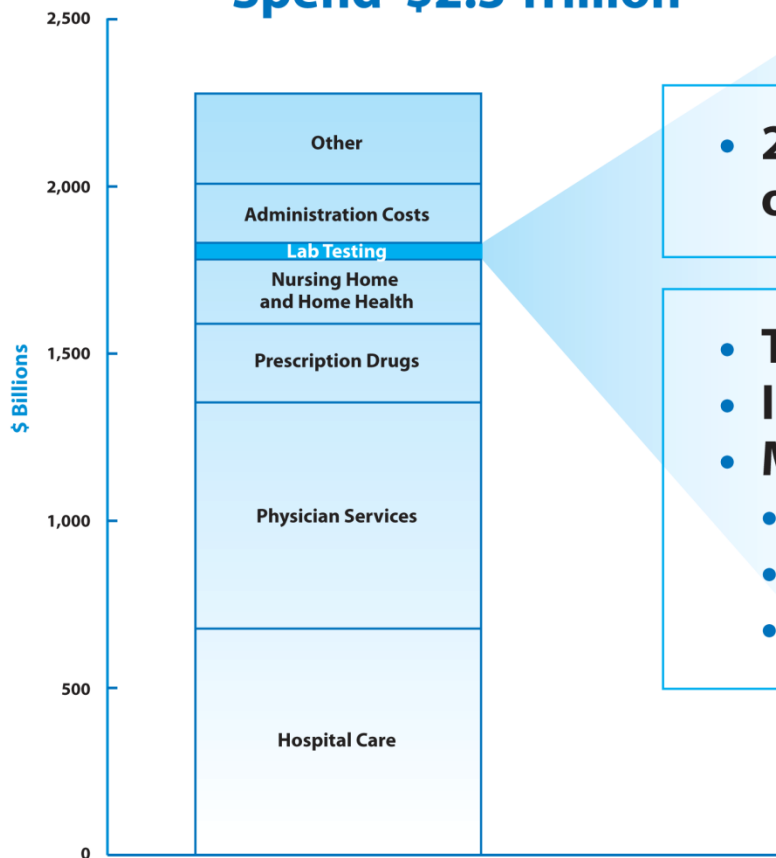 Spend $2.3 Trillion
2,500
Other
2,000
Administration Costs
Lab Testing
Nursing Home
and Home Health
1,500
Prescription Drugs
$ Billions
Physician Services
1,000
500
Hospital Care
0